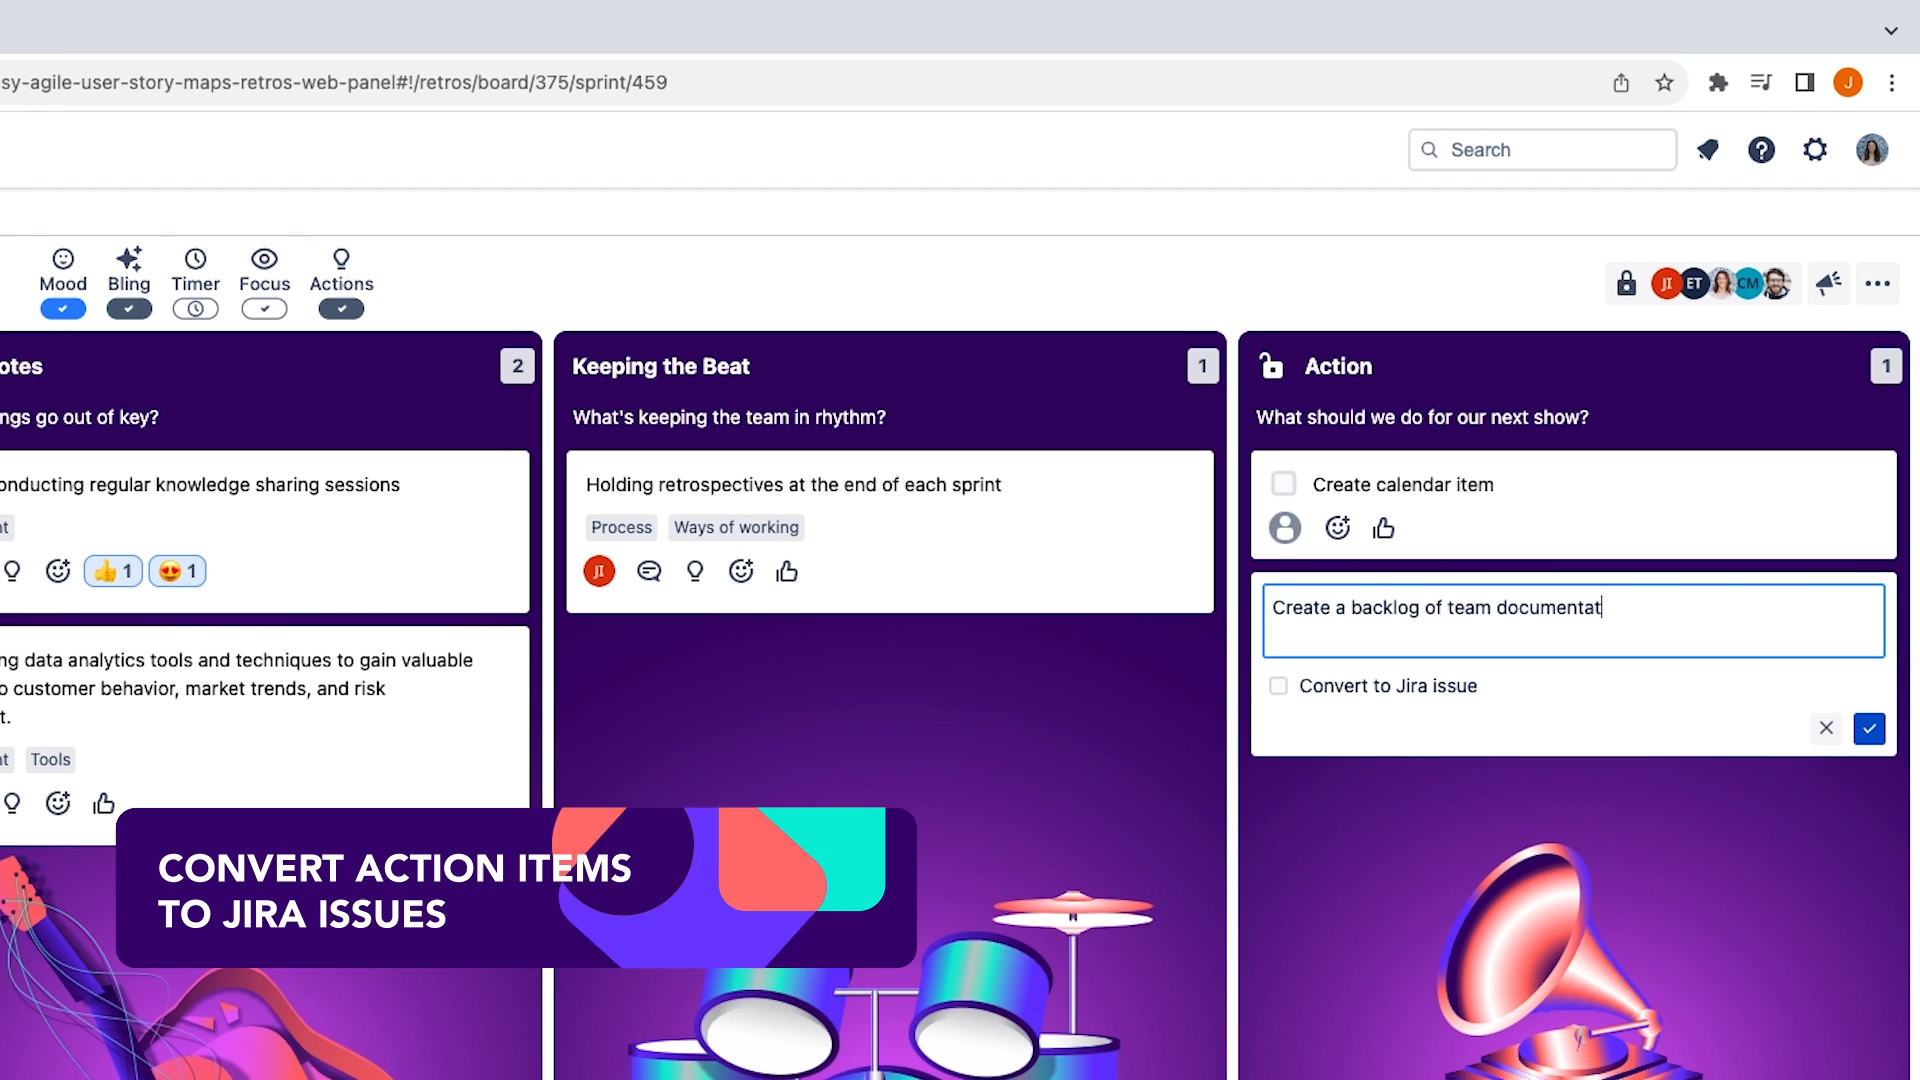 sy-agile-user-story-maps-retros-web-panel#!/retros/board/375/sprint/459
J
Search
Mood
Bling
Timer
Focus
Actions
JI
ET
CM
otes
2
ngs go out of key?
onducting regular knowledge sharing sessions
nt
1
1
ng data analytics tools and techniques to gain valuable
o customer behavior, market trends, and risk
t.
nt
Tools
Keeping the Beat
1
What's keeping the team in rhythm?
Holding retrospectives at the end of each sprint
Process
Ways of working
JI
Action
1
What should we do for our next show?
Create calendar item
Create a backlog of team documentat
Convert to Jira issue
CONVERT ACTION ITEMS
TO JIRA ISSUES